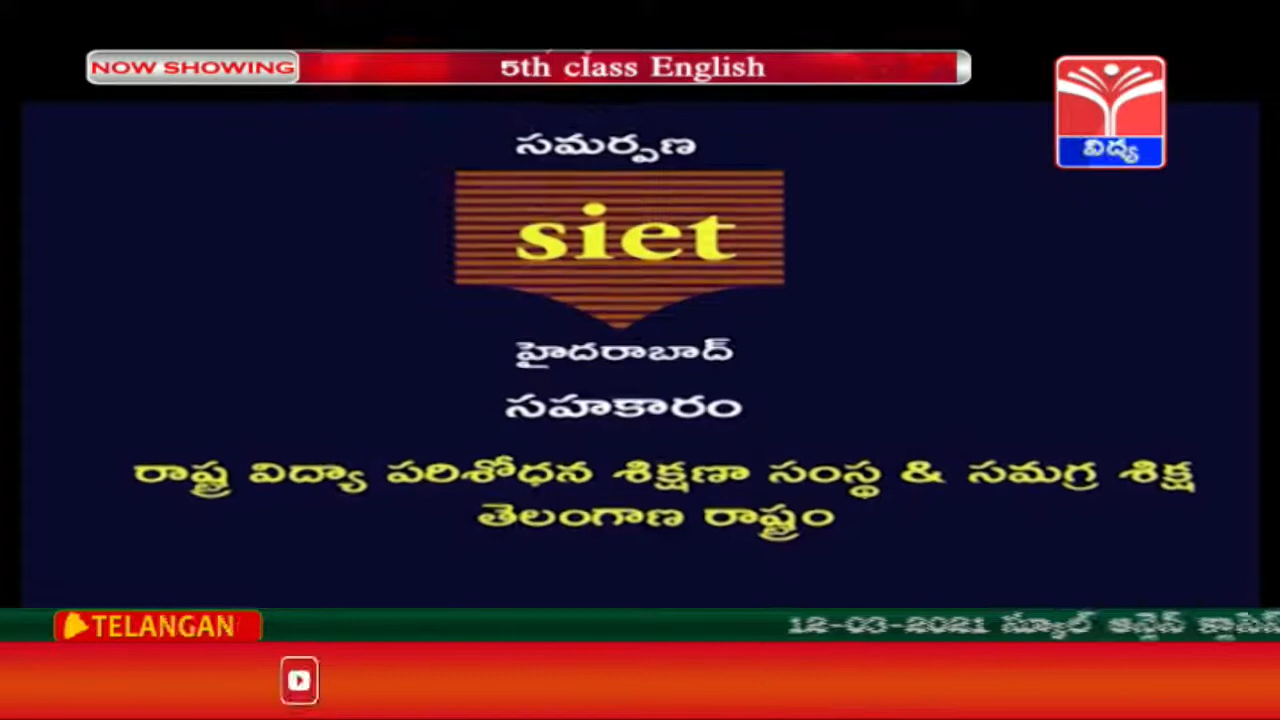 NOW SHOWING 5th class English
విద్య
సమర్పణ
siet
హైదరాబాద్
సహకారం
రాష్ట్ర విద్యా పరిశోధన శిక్షణా సంస్థ & సమగ్ర శిక్ష
తెలంగాణ రాష్ట్రం
TELANGAN
12-03-2021 స్కూల్